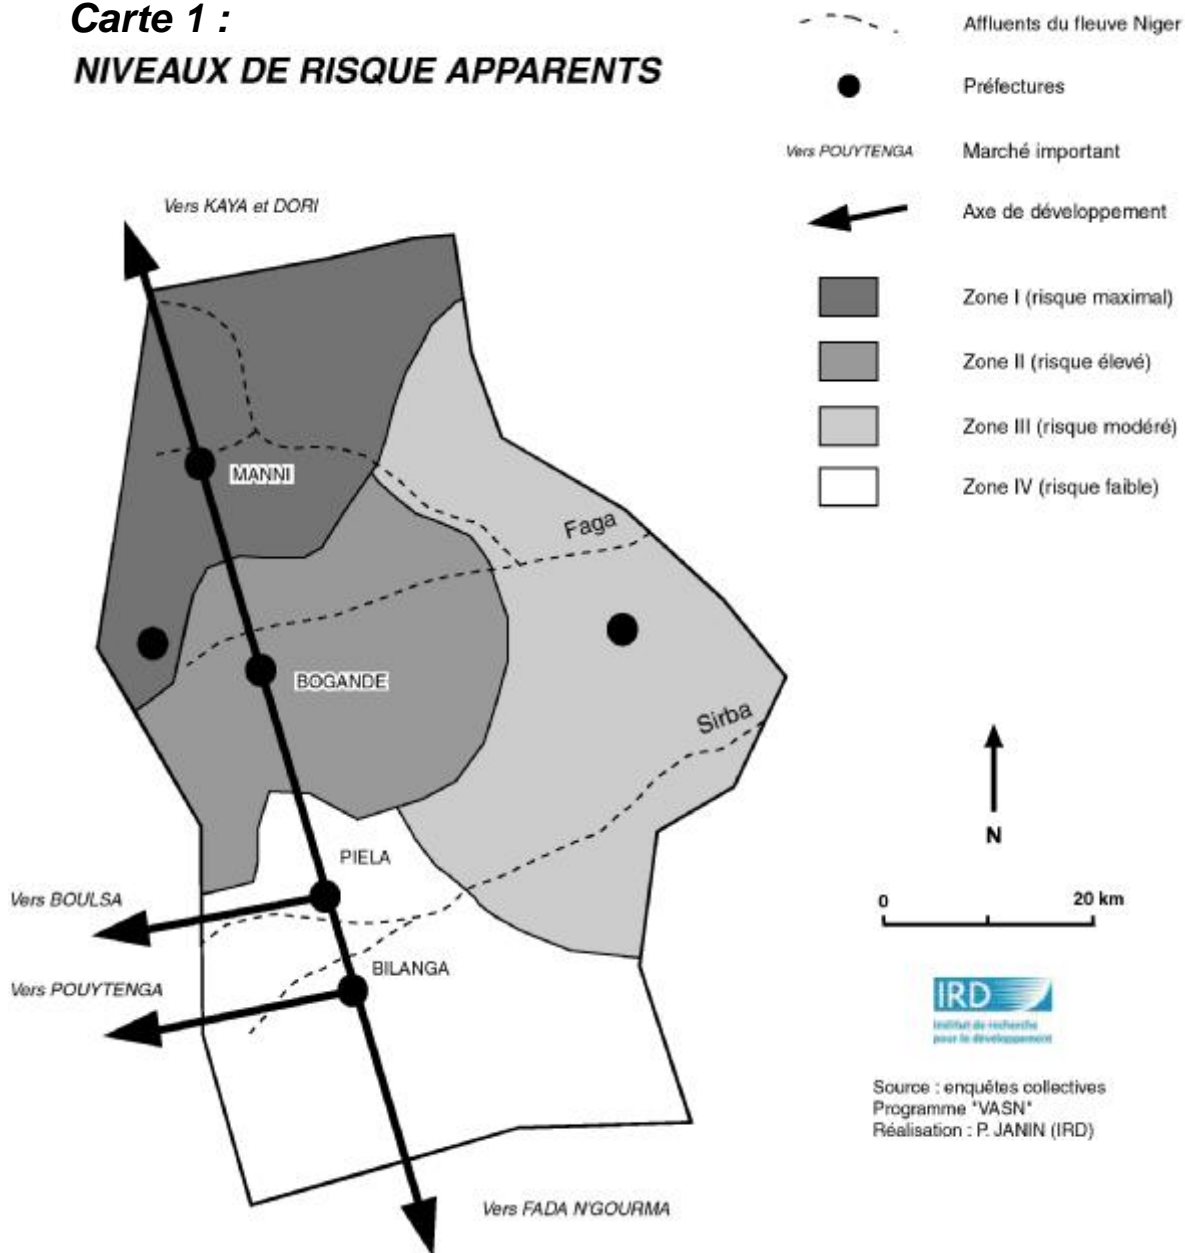 Carte 1 :
NIVEAUX DE RISQUE APPARENTS
Affluents du fleuve Niger
Préfectures
Vers POUYTENGA
Marché important
Axe de développement
Zone I (risque maximal)
Zone II (risque élevé)
Zone III (risque modéré)
Zone IV (risque faible)
Vers KAYA et DORI
MANNI
Faga
BOGANDE
Sirba
PIELA
Vers BOULSA
BILANGA
Vers POUYTENGA
Vers FADA N'GOURMA
N
0 20 km
IRD
Institut de recherche
pour le développement
Source : enquêtes collectives
Programme "VASN"
Réalisation : P. JANIN (IRD)